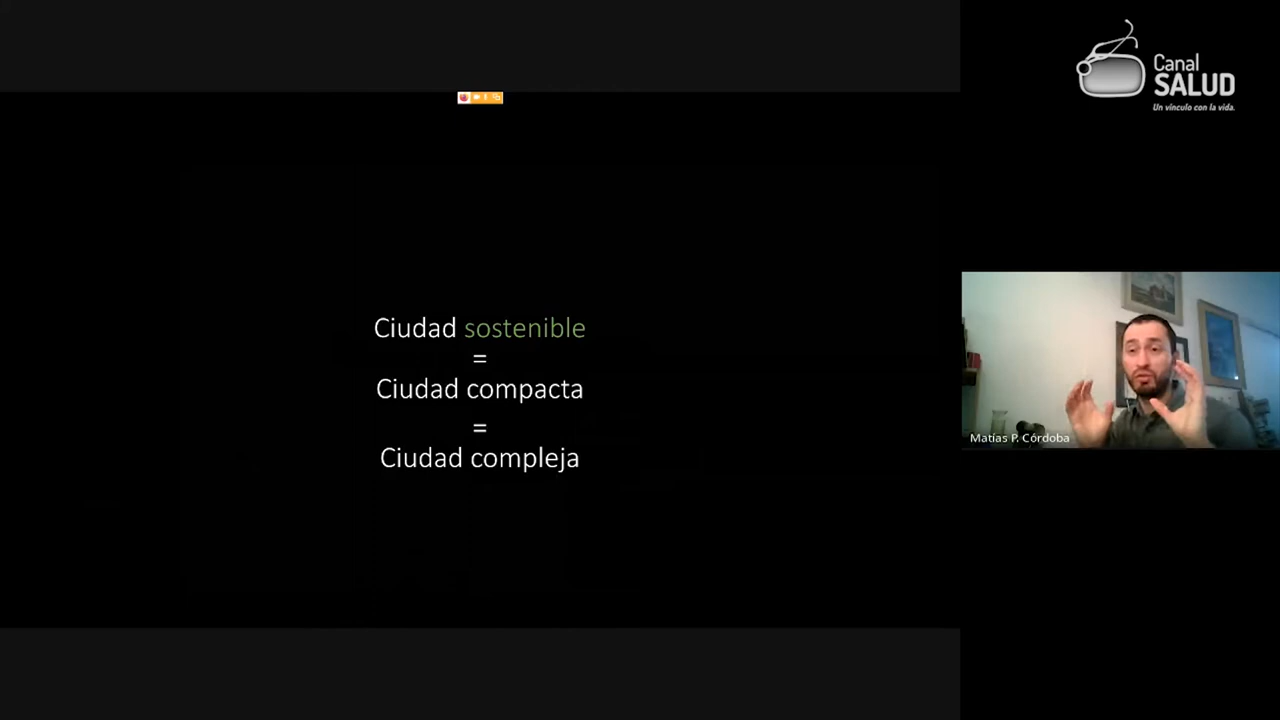 Canal
SALUD
Un vínculo con la vida.
Ciudad sostenible
=
Ciudad compacta
=
Ciudad compleja
Matías P. Córdoba